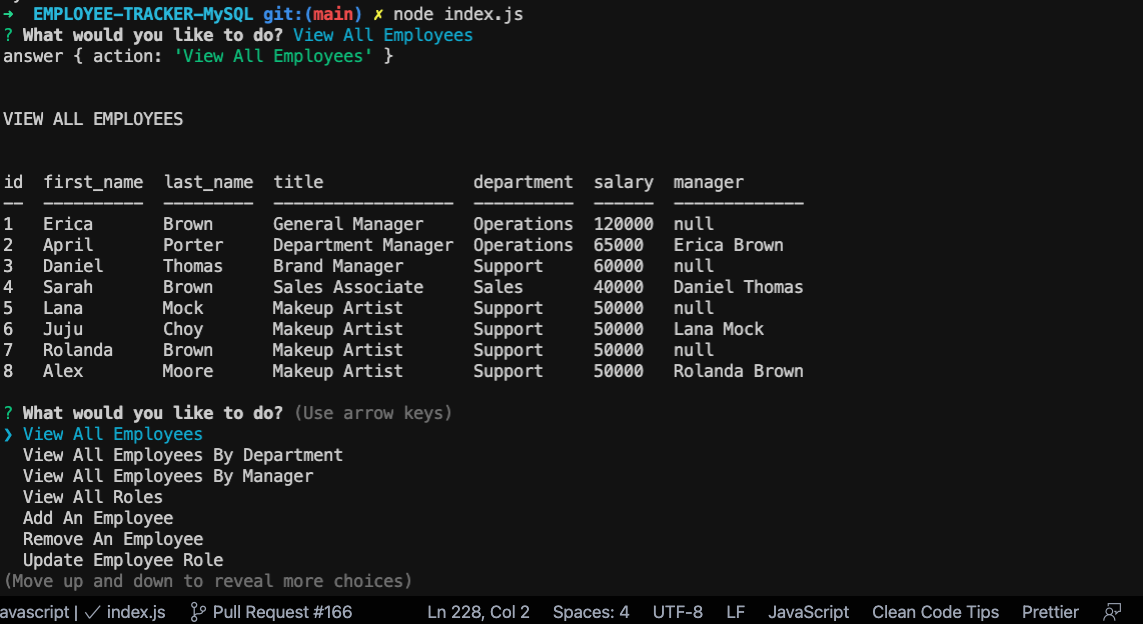 → EMPLOYEE-TRACKER-MySQL git:(main) ✗ node index.js
? What would you like to do? View All Employees
answer { action: 'View All Employees' }
VIEW ALL EMPLOYEES
id first_name last_name title department salary manager
-- ---------- --------- ------------------ ---------- ------ -------------
1 Erica Brown General Manager Operations 120000 null
2 April Porter Department Manager Operations 65000 Erica Brown
3 Daniel Thomas Brand Manager Support 60000 null
4 Sarah Brown Sales Associate Sales 40000 Daniel Thomas
5 Lana Mock Makeup Artist Support 50000 null
6 Juju Choy Makeup Artist Support 50000 Lana Mock
7 Rolanda Brown Makeup Artist Support 50000 null
8 Alex Moore Makeup Artist Support 50000 Rolanda Brown
? What would you like to do? (Use arrow keys)
❯ View All Employees
View All Employees By Department
View All Employees By Manager
View All Roles
Add An Employee
Remove An Employee
Update Employee Role
(Move up and down to reveal more choices)
avascript | ✓ index.js Pull Request #166 Ln 228, Col 2 Spaces: 4 UTF-8 LF JavaScript Clean Code Tips Prettier